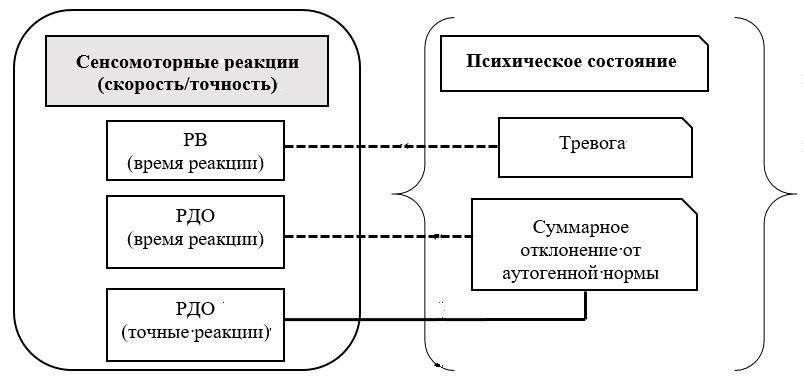 Сенсомоторные реакции
(скорость/точность)
Психическое состояние
РВ
(время реакции)
Тревога
РДО
(время реакции)
Суммарное
отклонение·от
аутогенной·нормы
РДО
(точные·реакции)